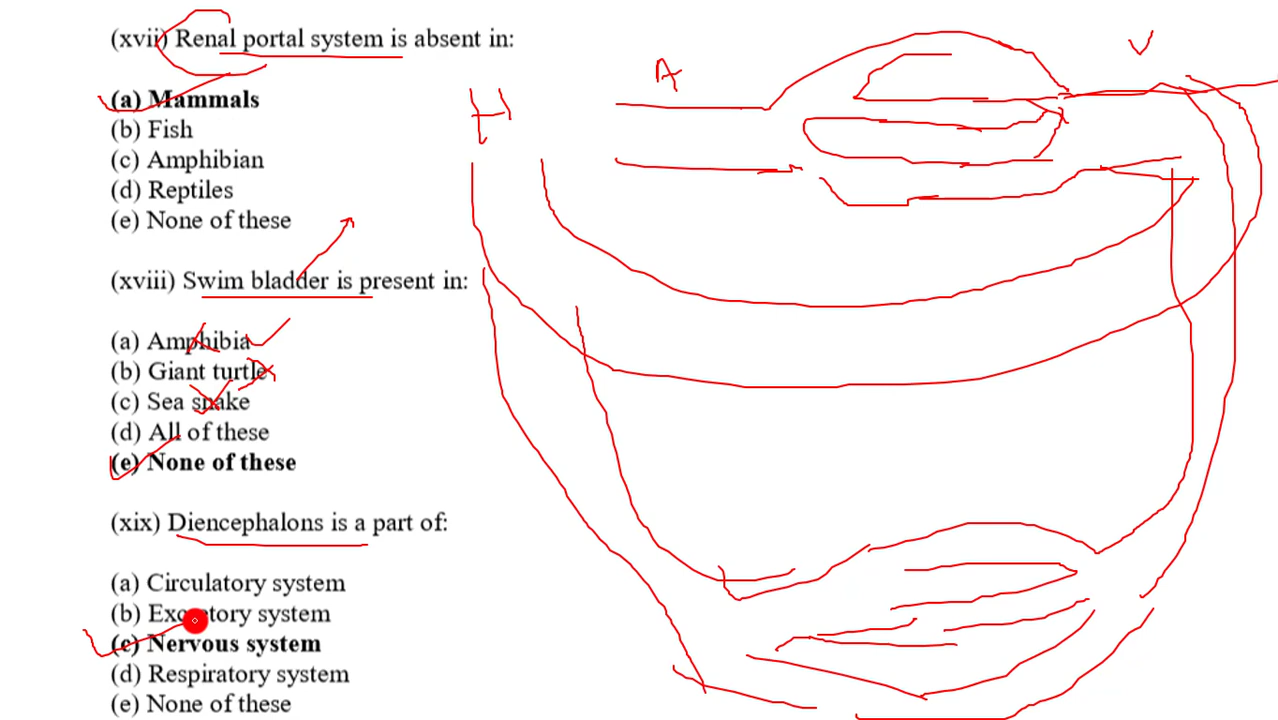 (xvii) Renal portal system is absent in:
A
V
H
(a) Mammals
(b) Fish
(c) Amphibian
(d) Reptiles
(e) None of these
(xviii) Swim bladder is present in:
(a) Amphibia
(b) Giant turtle
(c) Sea snake
(d) All of these
(e) None of these
(xix) Diencephalons is a part of:
(a) Circulatory system
(b) Excretory system
(c) Nervous system
(d) Respiratory system
(e) None of these